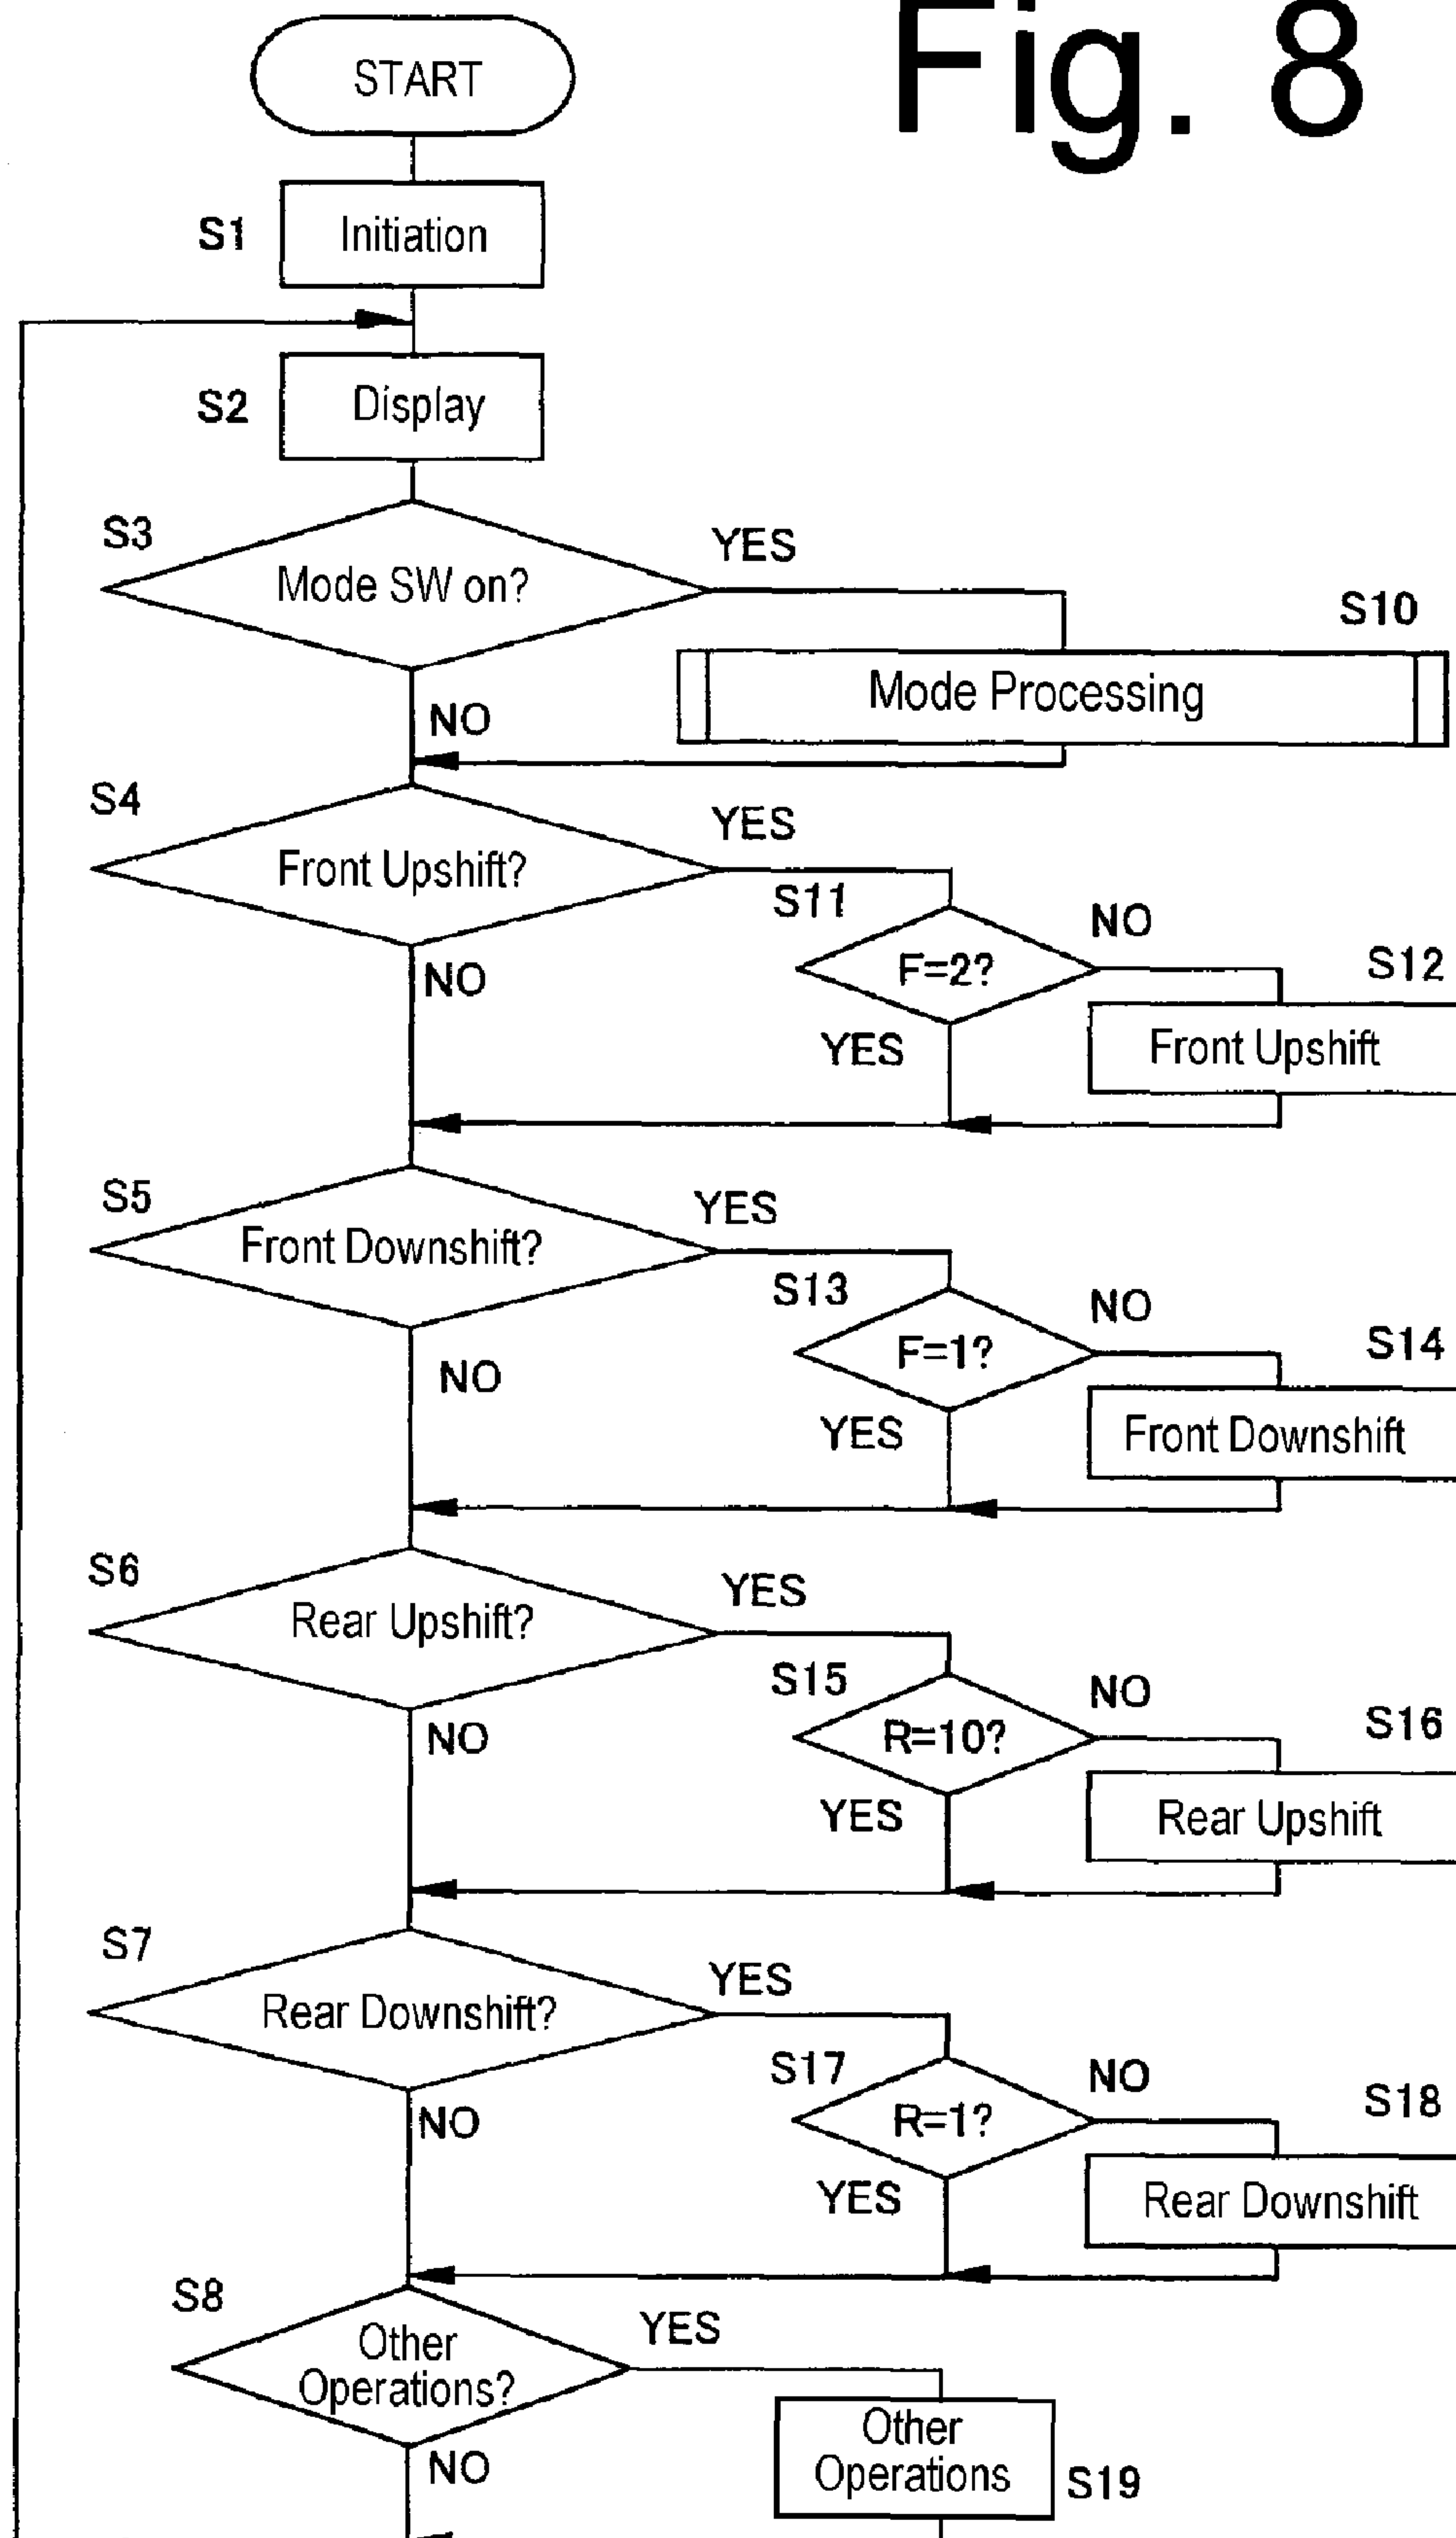 Fig. 8
START
S1
Initiation
S2
Display
S3
Mode SW on?
YES
NO
S10
Mode Processing
S4
Front Upshift?
YES
NO
S11
F=2?
NO
YES
S12
Front Upshift
S5
Front Downshift?
YES
NO
S13
F=1?
NO
YES
S14
Front Downshift
S6
Rear Upshift?
YES
NO
S15
R=10?
NO
YES
S16
Rear Upshift
S7
Rear Downshift?
YES
NO
S17
R=1?
NO
YES
S18
Rear Downshift
S8
Other
Operations?
YES
NO
Other
Operations
S19